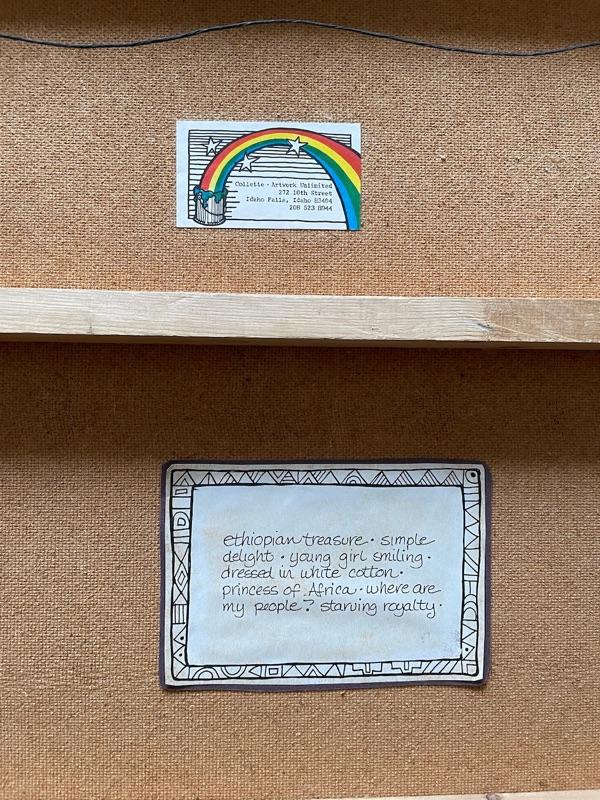 Collette · Artwork Unlimited
272 10th Street
Idaho Falls, Idaho 83404
208 523 8944
ethiopian treasure · simple
delight · young girl smiling ·
dressed in white cotton ·
princess of Africa · where are
my people? starving royalty ·